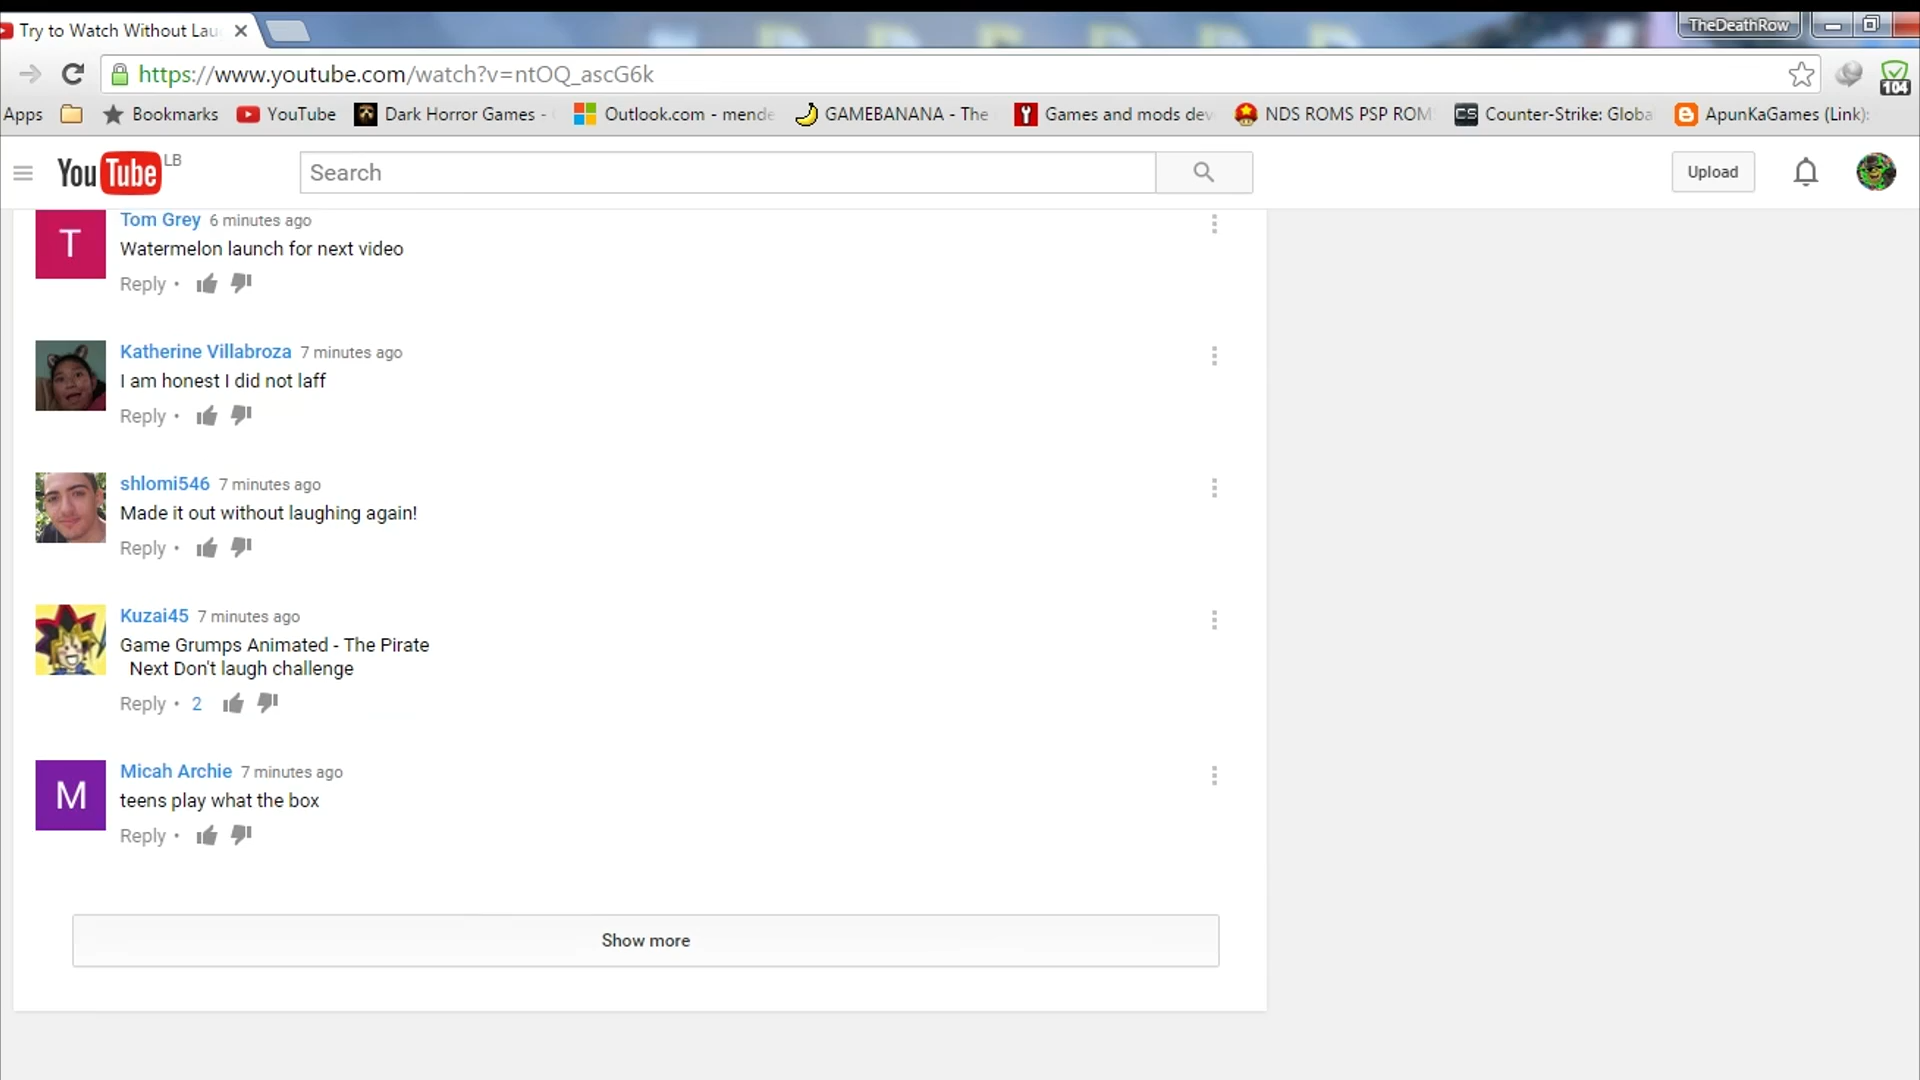 Try to Watch Without Lau
TheDeathRow
https://www.youtube.com/watch?v=ntOQ_ascG6k
104
Apps
Bookmarks
YouTube
Dark Horror Games -
Outlook.com - mende
GAMEBANANA - The
Games and mods dev
NDS ROMS PSP ROM
CS
Counter-Strike: Globa
ApunKaGames (Link):
YouTube LB
Search
Upload
T
Tom Grey 6 minutes ago
Watermelon launch for next video
Reply •
Katherine Villabroza 7 minutes ago
I am honest I did not laff
Reply •
shlomi546 7 minutes ago
Made it out without laughing again!
Reply •
Kuzai45 7 minutes ago
Game Grumps Animated - The Pirate
Next Don't laugh challenge
Reply • 2
M
Micah Archie 7 minutes ago
teens play what the box
Reply •
Show more